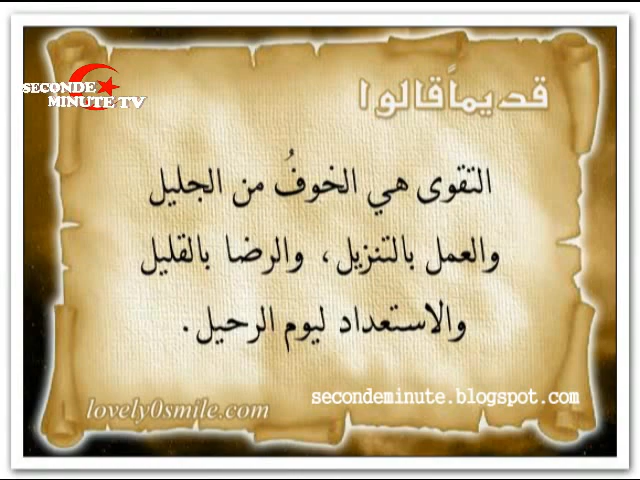 SECONDE
MINUTE TV
قديماً قالوا
التقوى هي الخوفُ من الجليل
والعمل بالتنزيل، والرضا بالقليل
والاستعداد ليوم الرحيل.
secondeminute.blogspot.com
lovely0smile.com